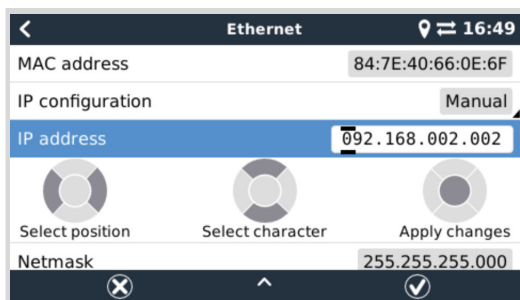 Ethernet 16:49
MAC address 84:7E:40:66:0E:6F
IP configuration Manual
IP address 092.168.002.002
Select position Select character Apply changes
Netmask 255.255.255.000